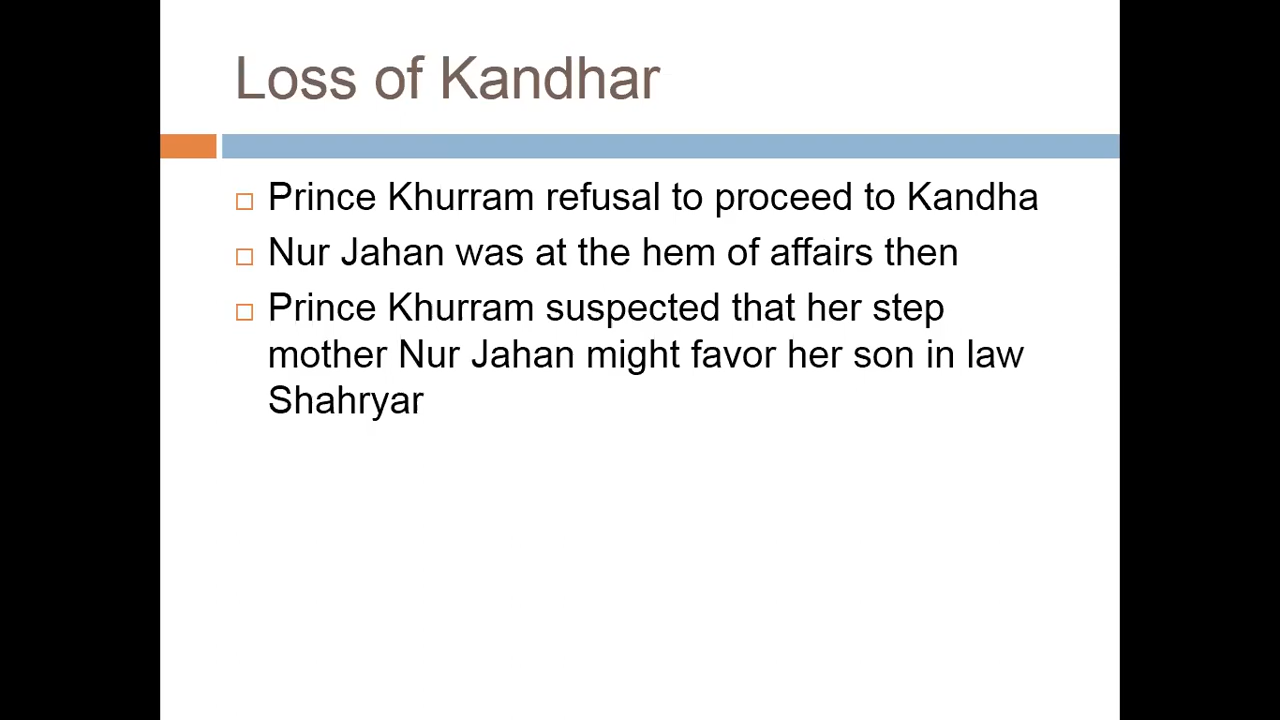 Loss of Kandhar
Prince Khurram refusal to proceed to Kandha
Nur Jahan was at the hem of affairs then
Prince Khurram suspected that her step
mother Nur Jahan might favor her son in law
Shahryar